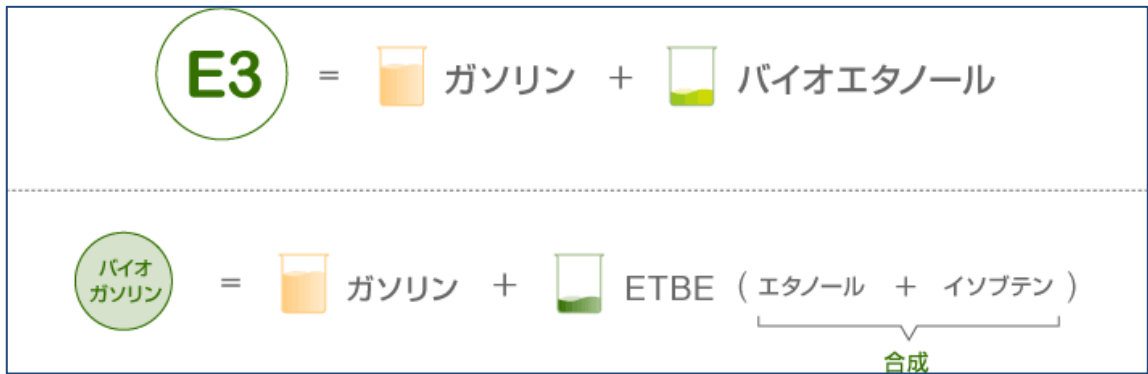 E3 = ガソリン + バイオエタノール
バイオ
ガソリン
= ガソリン + ETBE ( エタノール + イソブテン )
合成